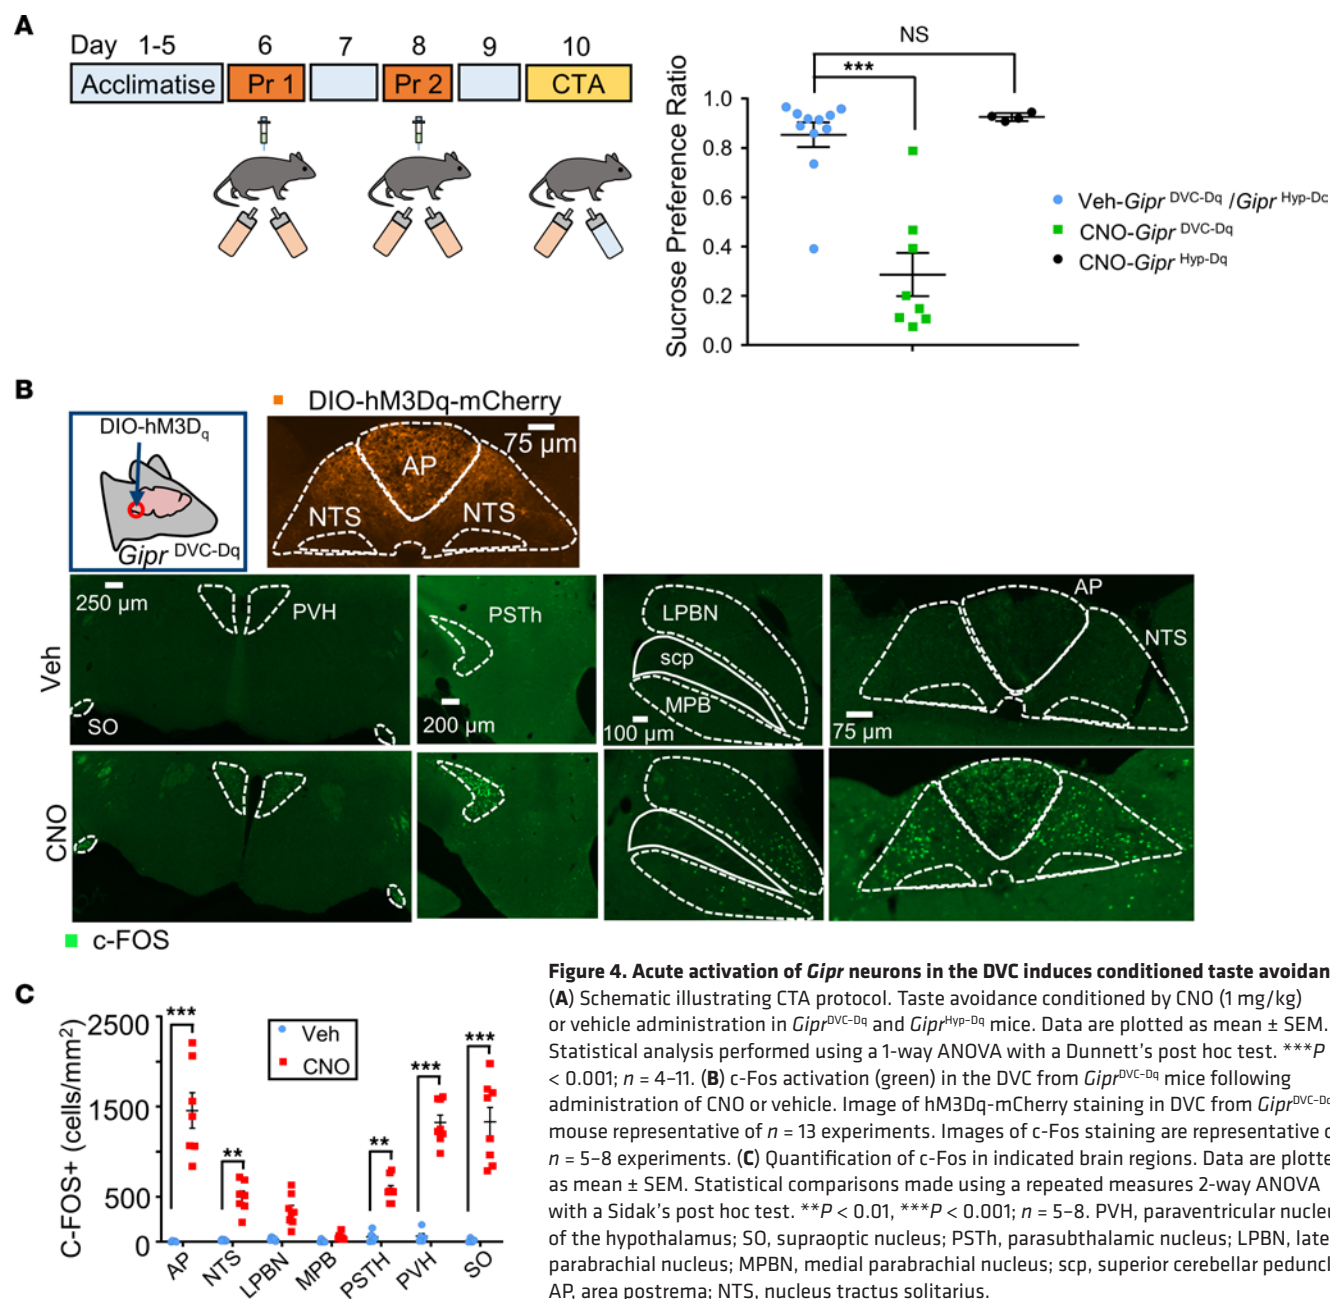 A
Day 1-5 6 7 8 9 10
Acclimatise Pr 1 Pr 2 CTA
NS
***
Sucrose Preference Ratio
1.0
0.8
0.6
0.4
0.2
0.0
Veh-Gipr DVC-Dq /Gipr Hyp-Dc
CNO-Gipr DVC-Dq
CNO-Gipr Hyp-Dq
B
DIO-hM3Dq
Gipr DVC-Dq
DIO-hM3Dq-mCherry
75 µm
AP
NTS NTS
Veh
250 µm
PVH
SO
PSTh
200 µm
LPBN
scp
MPB
100 µm
AP
NTS
75 µm
CNO
c-FOS
C
C-FOS+ (cells/mm²)
2500
1500
500
0
Veh
CNO
*** ** ** *** ***
AP NTS LPBN MPB PSTH PVH SO
Figure 4. Acute activation of Gipr neurons in the DVC induces conditioned taste avoidan
(A) Schematic illustrating CTA protocol. Taste avoidance conditioned by CNO (1 mg/kg)
or vehicle administration in GiprDVC-Dq and GiprHyp-Dq mice. Data are plotted as mean ± SEM.
Statistical analysis performed using a 1-way ANOVA with a Dunnett's post hoc test. ***P
< 0.001; n = 4–11. (B) c-Fos activation (green) in the DVC from GiprDVC-Dq mice following
administration of CNO or vehicle. Image of hM3Dq-mCherry staining in DVC from GiprDVC-Dq
mouse representative of n = 13 experiments. Images of c-Fos staining are representative o
n = 5–8 experiments. (C) Quantification of c-Fos in indicated brain regions. Data are plotte
as mean ± SEM. Statistical comparisons made using a repeated measures 2-way ANOVA
with a Sidak's post hoc test. **P < 0.01, ***P < 0.001; n = 5–8. PVH, paraventricular nucleu
of the hypothalamus; SO, supraoptic nucleus; PSTh, parasubthalamic nucleus; LPBN, late
parabrachial nucleus; MPBN, medial parabrachial nucleus; scp, superior cerebellar peduncl
AP, area postrema; NTS, nucleus tractus solitarius.